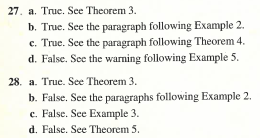 27. a. True. See Theorem 3.
b. True. See the paragraph following Example 2.
c. True. See the paragraph following Theorem 4.
d. False. See the warning following Example 5.
28. a. True. See Theorem 3.
b. False. See the paragraphs following Example 2.
c. False. See Example 3.
d. False. See Theorem 5.